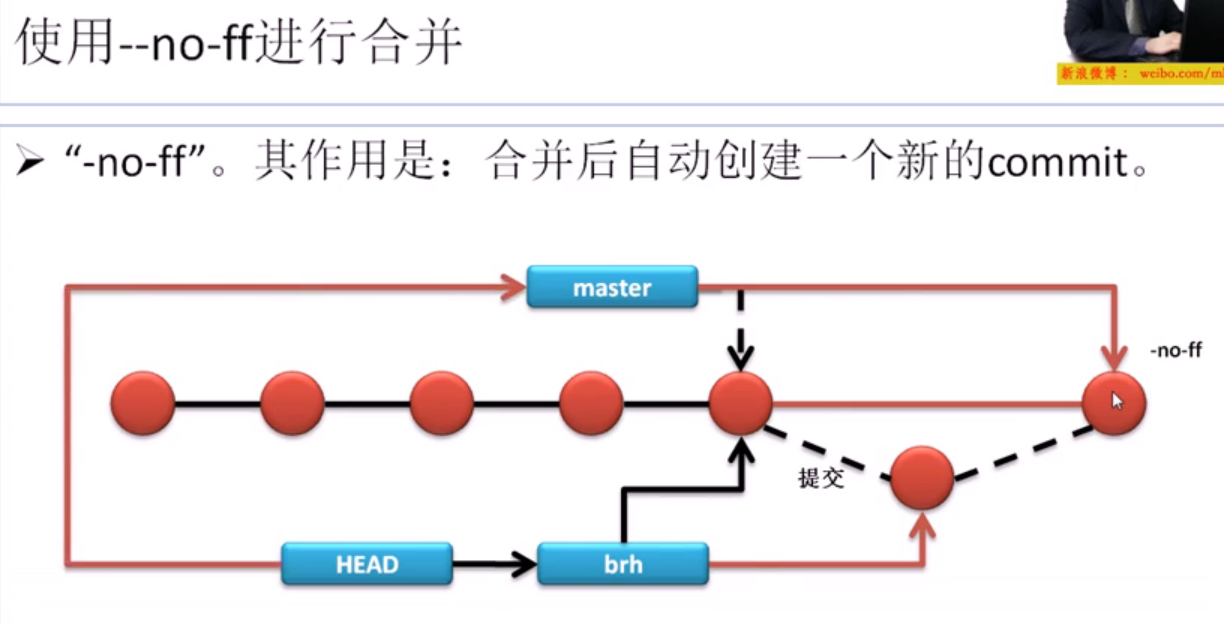 使用--no-ff进行合并
新浪微博： weibo.com/m
➢ “-no-ff”。其作用是：合并后自动创建一个新的commit。
master
-no-ff
提交
HEAD
brh